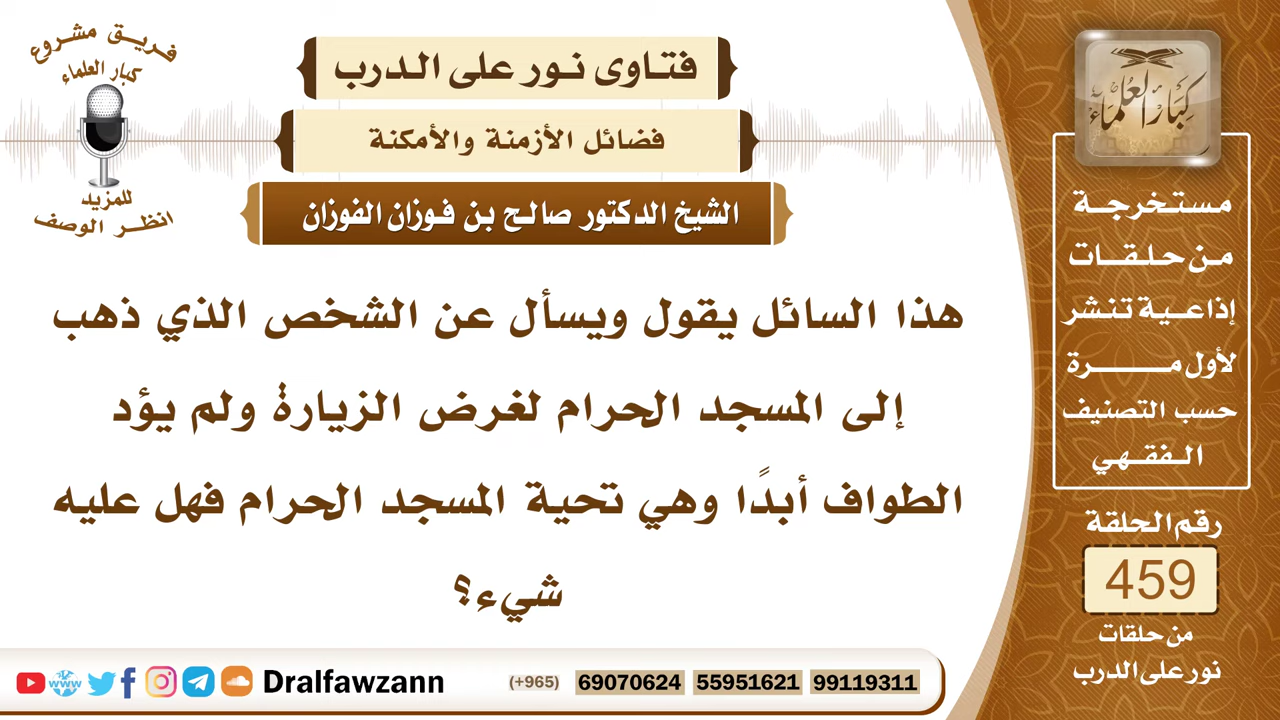 فريق مشروع
كبار العلماء
للمزيد
انظر الوصف
فتاوى نور على الدرب
فضائل الأزمنة والأمكنة
الشيخ الدكتور صالح بن فوزان الفوزان
هذا السائل يقول ويسأل عن الشخص الذي ذهب
إلى المسجد الحرام لغرض الزيارة ولم يؤد
الطواف أبدًا وهي تحية المسجد الحرام فهل عليه
شيء؟
كبار العلماء
مستخرجة
من حلقات
إذاعية تنشر
لأول مرة
حسب التصنيف
الفقهي
رقم الحلقة
459
من حلقات
نور على الدرب
www Dralfawzann (+965) 69070624 55951621 99119311